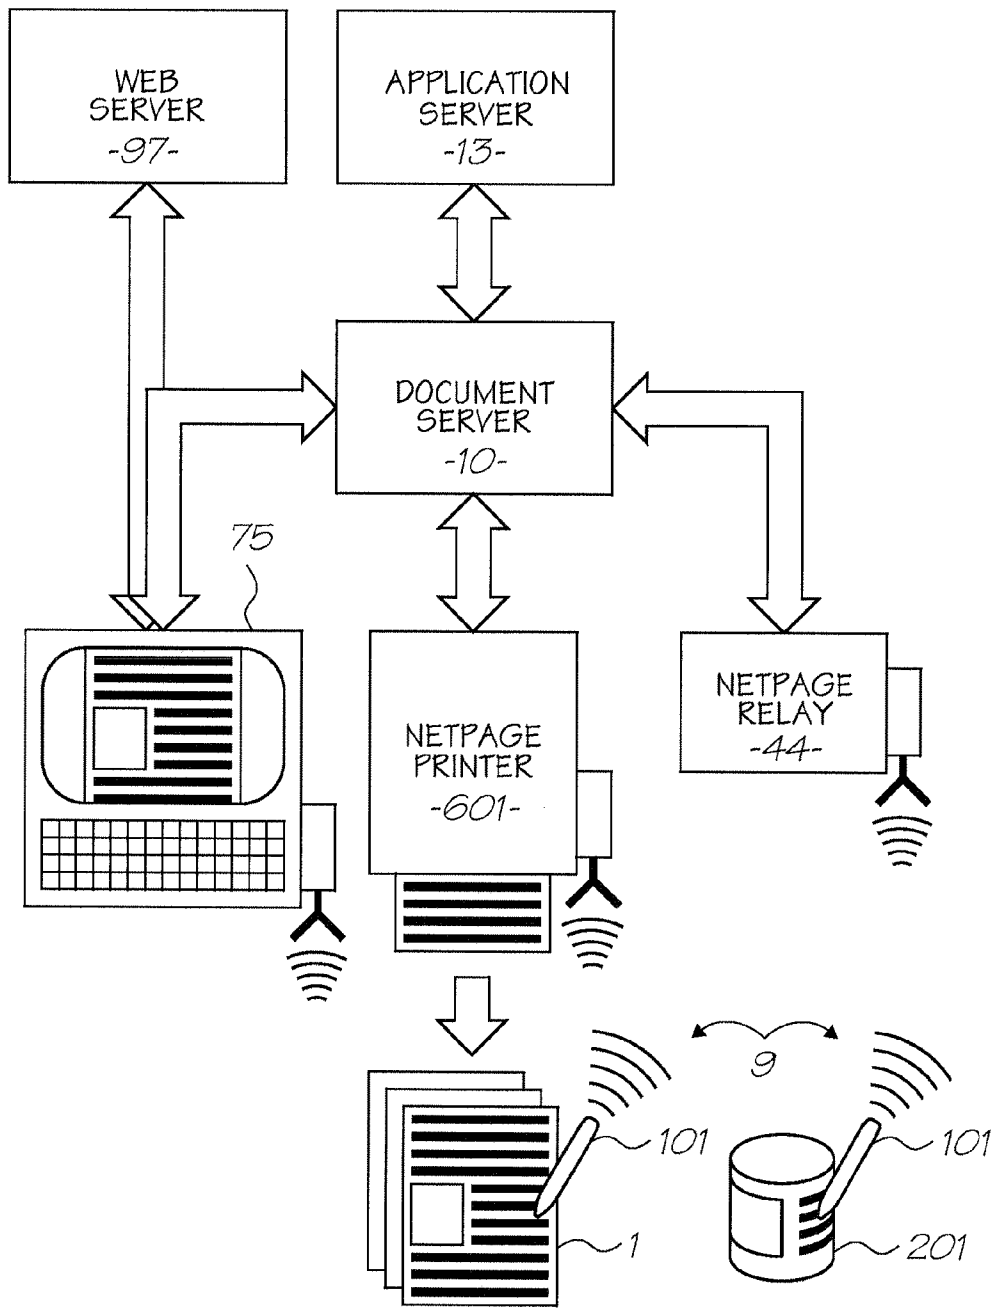 WEB
SERVER
-97-
APPLICATION
SERVER
-13-
DOCUMENT
SERVER
-10-
75
NETPAGE
PRINTER
-601-
NETPAGE
RELAY
-44-
9
101
101
1
201